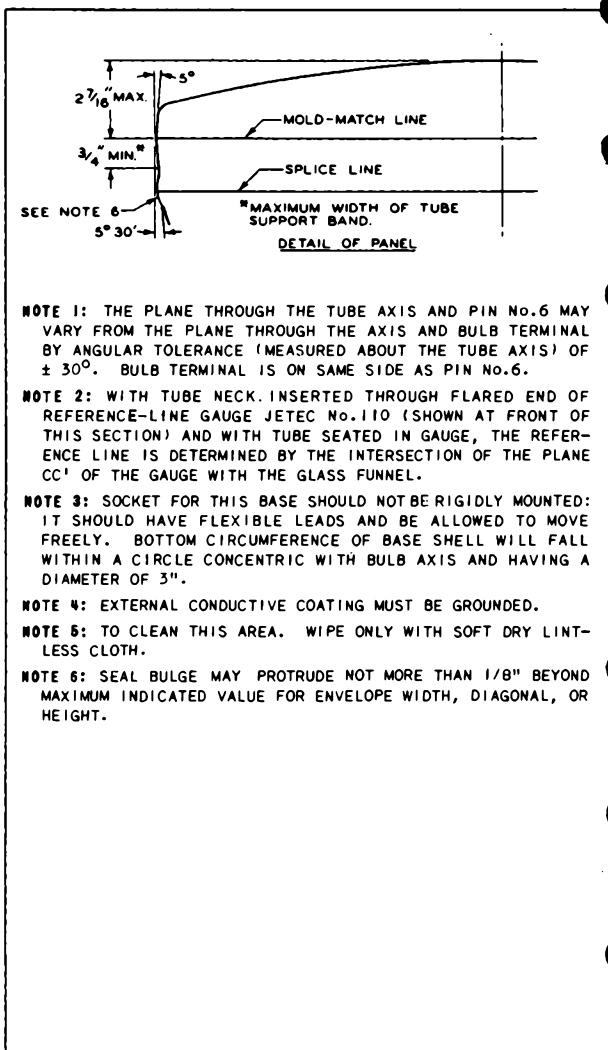 5°
2 7/16" MAX.
MOLD-MATCH LINE
3/4" MIN.*
SPLICE LINE
SEE NOTE 6
*MAXIMUM WIDTH OF TUBE
SUPPORT BAND.
5° 30'
DETAIL OF PANEL
NOTE 1: THE PLANE THROUGH THE TUBE AXIS AND PIN No.6 MAY
VARY FROM THE PLANE THROUGH THE AXIS AND BULB TERMINAL
BY ANGULAR TOLERANCE (MEASURED ABOUT THE TUBE AXIS) OF
± 30°. BULB TERMINAL IS ON SAME SIDE AS PIN No.6.
NOTE 2: WITH TUBE NECK. INSERTED THROUGH FLARED END OF
REFERENCE-LINE GAUGE JETEC No.110 (SHOWN AT FRONT OF
THIS SECTION) AND WITH TUBE SEATED IN GAUGE, THE REFER-
ENCE LINE IS DETERMINED BY THE INTERSECTION OF THE PLANE
CC' OF THE GAUGE WITH THE GLASS FUNNEL.
NOTE 3: SOCKET FOR THIS BASE SHOULD NOT BE RIGIDLY MOUNTED:
IT SHOULD HAVE FLEXIBLE LEADS AND BE ALLOWED TO MOVE
FREELY. BOTTOM CIRCUMFERENCE OF BASE SHELL WILL FALL
WITHIN A CIRCLE CONCENTRIC WITH BULB AXIS AND HAVING A
DIAMETER OF 3".
NOTE 4: EXTERNAL CONDUCTIVE COATING MUST BE GROUNDED.
NOTE 5: TO CLEAN THIS AREA. WIPE ONLY WITH SOFT DRY LINT-
LESS CLOTH.
NOTE 6: SEAL BULGE MAY PROTRUDE NOT MORE THAN 1/8" BEYOND
MAXIMUM INDICATED VALUE FOR ENVELOPE WIDTH, DIAGONAL, OR
HEIGHT.